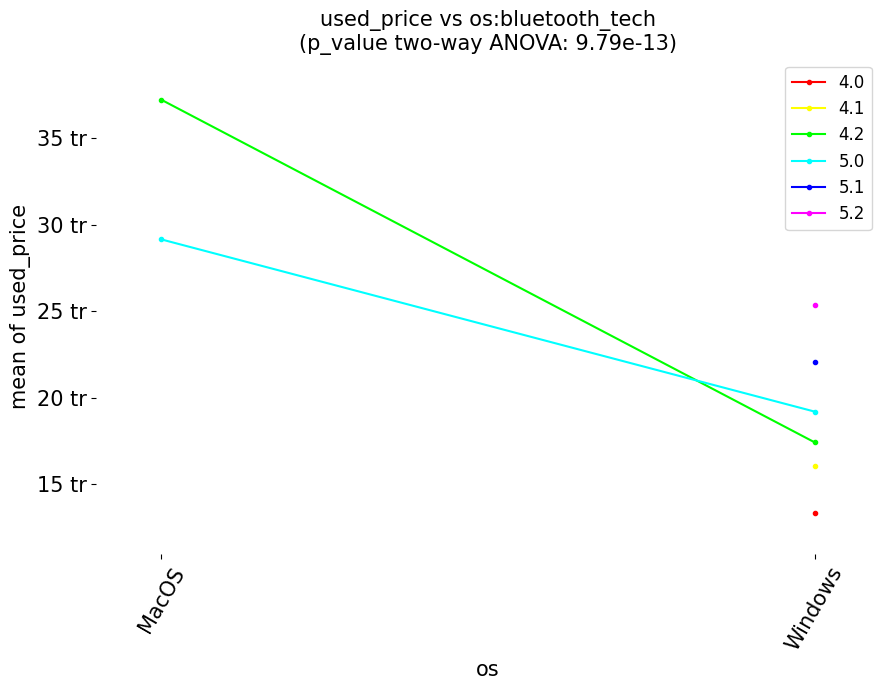 used_price vs os:bluetooth_tech
(p_value two-way ANOVA: 9.79e-13)
4.0
4.1
4.2
5.0
5.1
5.2
mean of used_price
35 tr
30 tr
25 tr
20 tr
15 tr
MacOS
Windows
os